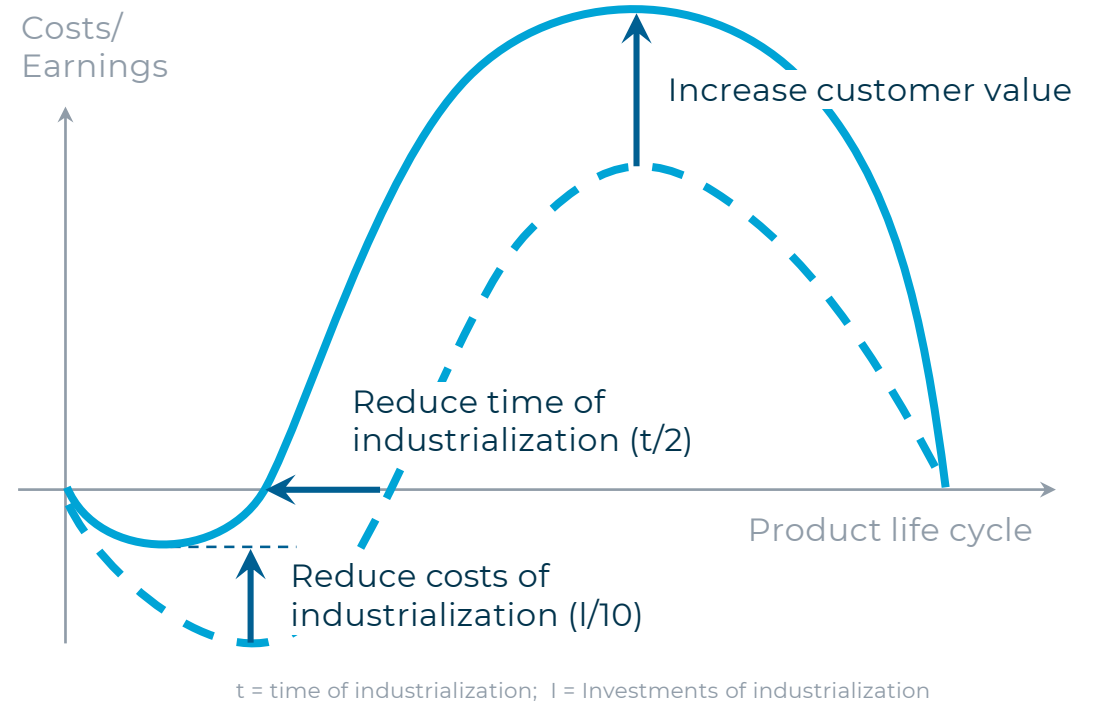 Costs/
Earnings
Increase customer value
Reduce time of
industrialization (t/2)
Product life cycle
Reduce costs of
industrialization (l/10)
t = time of industrialization;  I = Investments of industrialization